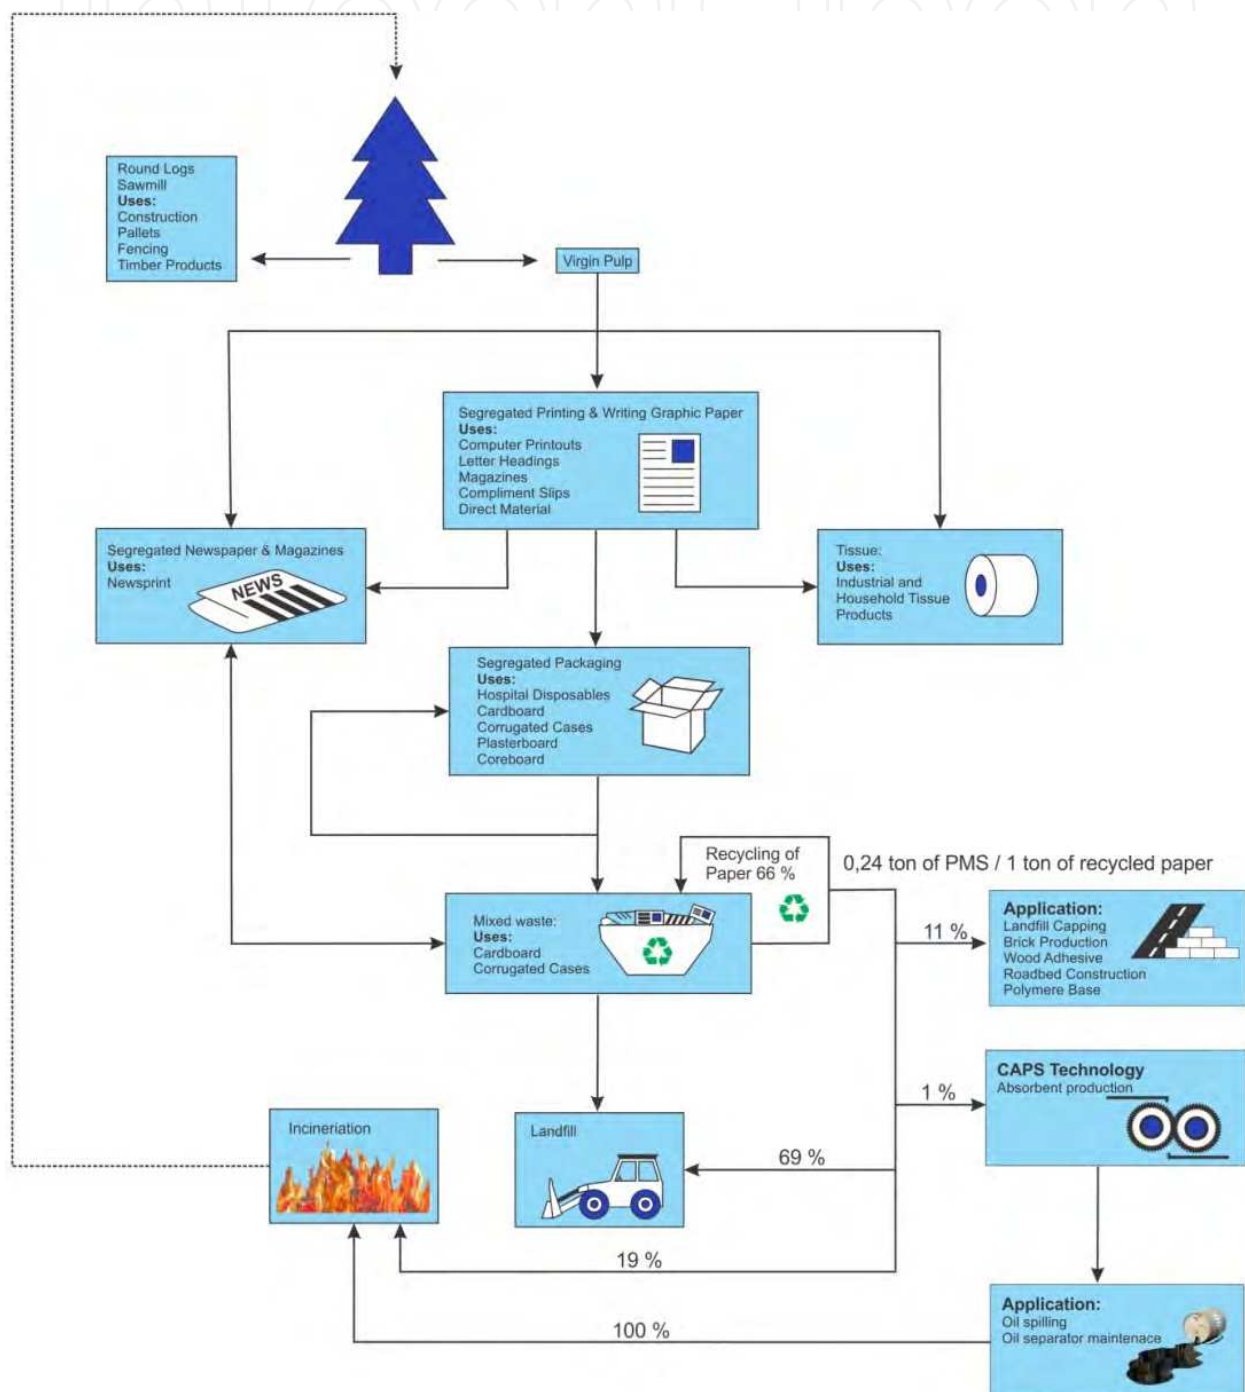 Round Logs
Sawmill
Uses:
Construction
Pallets
Fencing
Timber Products
Virgin Pulp
Segregated Printing & Writing Graphic Paper
Uses:
Computer Printouts
Letter Headings
Magazines
Compliment Slips
Direct Material
Segregated Newspaper & Magazines
Uses:
Newsprint
NEWS
Tissue:
Uses:
Industrial and
Household Tissue
Products
Segregated Packaging
Uses:
Hospital Disposables
Cardboard
Corrugated Cases
Plasterboard
Coreboard
Recycling of
Paper 66 %
0,24 ton of PMS / 1 ton of recycled paper
Mixed waste:
Uses:
Cardboard
Corrugated Cases
11 %
Application:
Landfill Capping
Brick Production
Wood Adhesive
Roadbed Construction
Polymere Base
1 %
CAPS Technology
Absorbent production
Incineriation
Landfill
69 %
19 %
100 %
Application:
Oil spilling
Oil separator maintenace